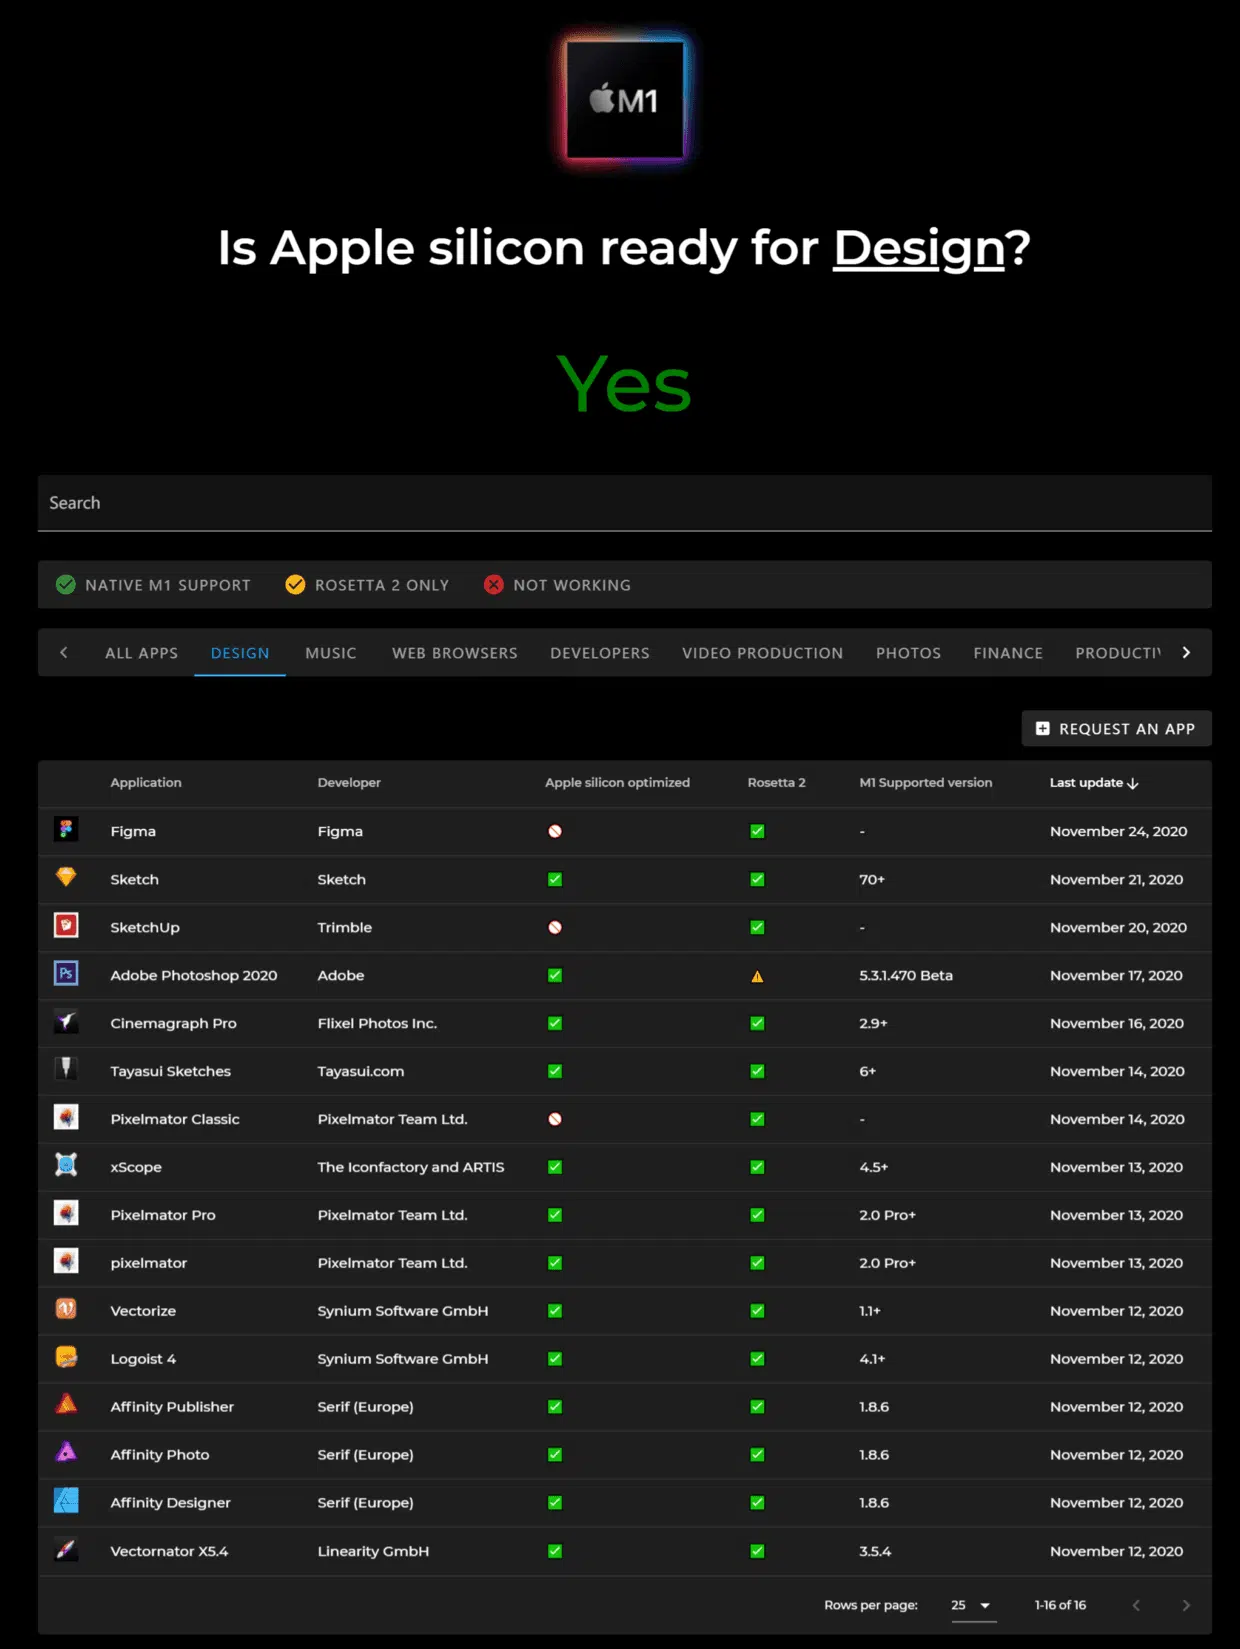 M1
Is Apple silicon ready for Design?
Yes
Search
NATIVE M1 SUPPORT ROSETTA 2 ONLY NOT WORKING
ALL APPS DESIGN MUSIC WEB BROWSERS DEVELOPERS VIDEO PRODUCTION PHOTOS FINANCE PRODUCTIV
REQUEST AN APP
Application Developer Apple silicon optimized Rosetta 2 M1 Supported version Last update
Figma Figma - November 24, 2020
Sketch Sketch 70+ November 21, 2020
SketchUp Trimble - November 20, 2020
Ps Adobe Photoshop 2020 Adobe 5.3.1.470 Beta November 17, 2020
Cinemagraph Pro Flixel Photos Inc. 2.9+ November 16, 2020
Tayasui Sketches Tayasui.com 6+ November 14, 2020
Pixelmator Classic Pixelmator Team Ltd. - November 14, 2020
xScope The Iconfactory and ARTIS 4.5+ November 13, 2020
Pixelmator Pro Pixelmator Team Ltd. 2.0 Pro+ November 13, 2020
pixelmator Pixelmator Team Ltd. 2.0 Pro+ November 13, 2020
Vectorize Synium Software GmbH 1.1+ November 12, 2020
Logoist 4 Synium Software GmbH 4.1+ November 12, 2020
Affinity Publisher Serif (Europe) 1.8.6 November 12, 2020
Affinity Photo Serif (Europe) 1.8.6 November 12, 2020
Affinity Designer Serif (Europe) 1.8.6 November 12, 2020
Vectornator X5.4 Linearity GmbH 3.5.4 November 12, 2020
Rows per page: 25 1-16 of 16